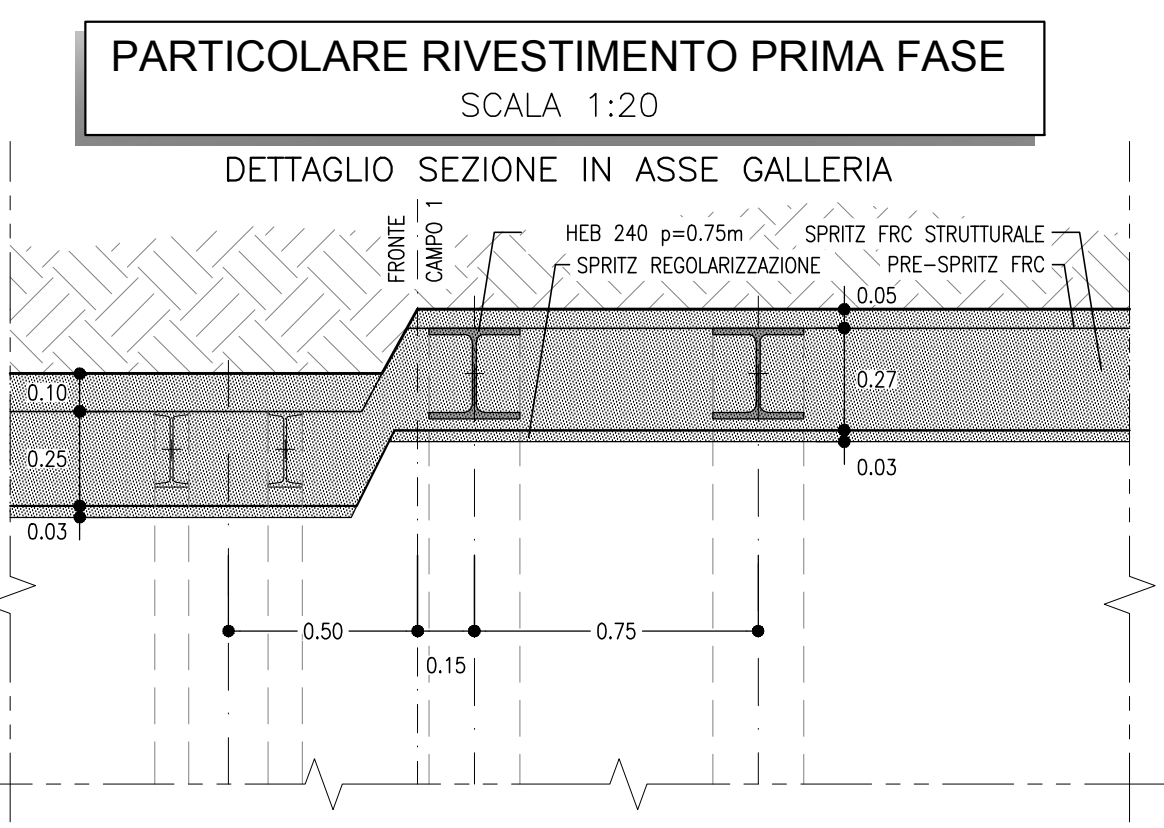 PARTICOLARE RIVESTIMENTO PRIMA FASE
SCALA 1:20
DETTAGLIO SEZIONE IN ASSE GALLERIA
FRONTE
CAMPO 1
HEB 240 p=0.75m
SPRITZ FRC STRUTTURALE
SPRITZ REGOLARIZZAZIONE
PRE-SPRITZ FRC
0.05
0.27
0.03
0.10
0.25
0.03
0.50
0.75
0.15